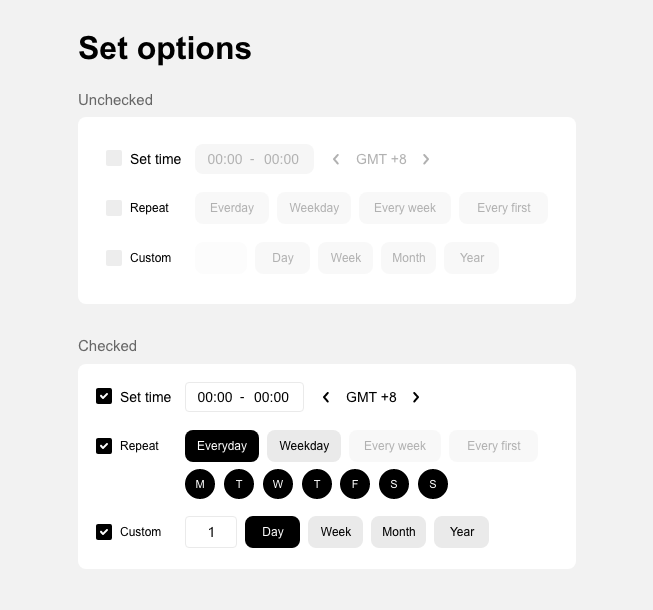 Set options
Unchecked
Set time 00:00 - 00:00 GMT +8
Repeat Everday Weekday Every week Every first
Custom Day Week Month Year
Checked
Set time 00:00 - 00:00 GMT +8
Repeat Everyday Weekday Every week Every first
M T W T F S S
Custom 1 Day Week Month Year